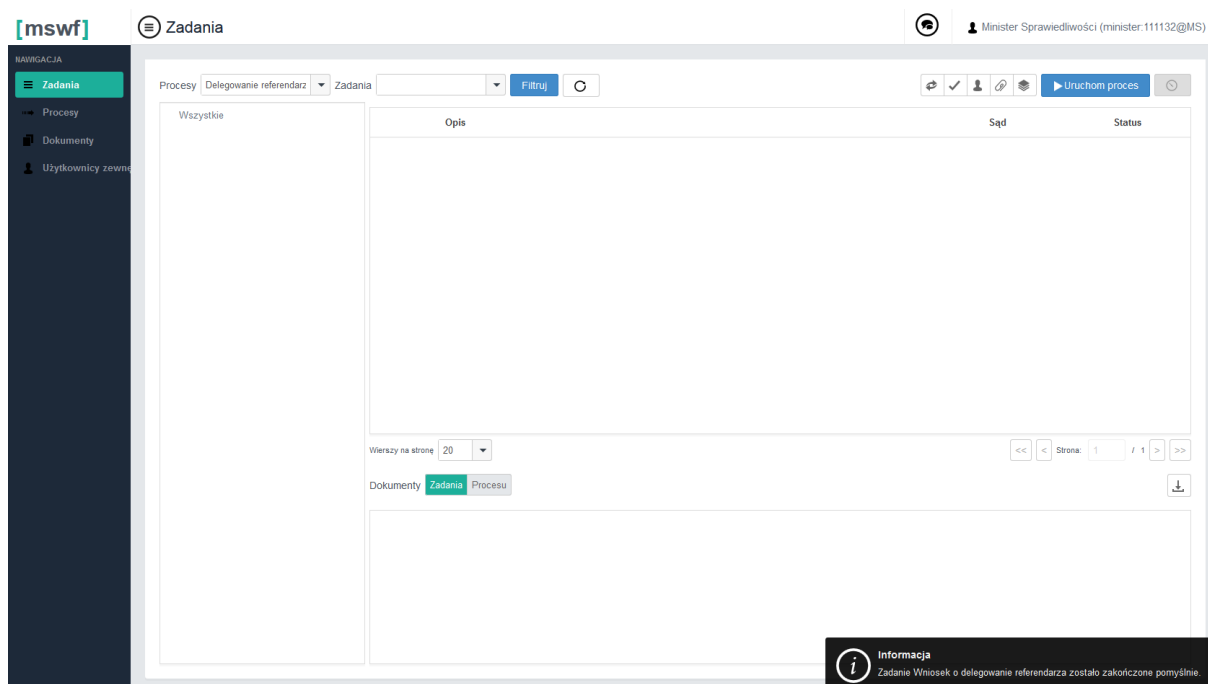 [mswf]
Zadania
Minister Sprawiedliwości (minister:111132@MS)
NAWIGACJA
Zadania
Procesy
Dokumenty
Użytkownicy zewnę
Procesy Delegowanie referendarz Zadania Filtruj Uruchom proces
Wszystkie
Opis Sąd Status
Wierszy na stronę 20 << < Strona: 1 / 1 > >>
Dokumenty Zadania Procesu
Informacja
Zadanie Wniosek o delegowanie referendarza zostało zakończone pomyślnie.